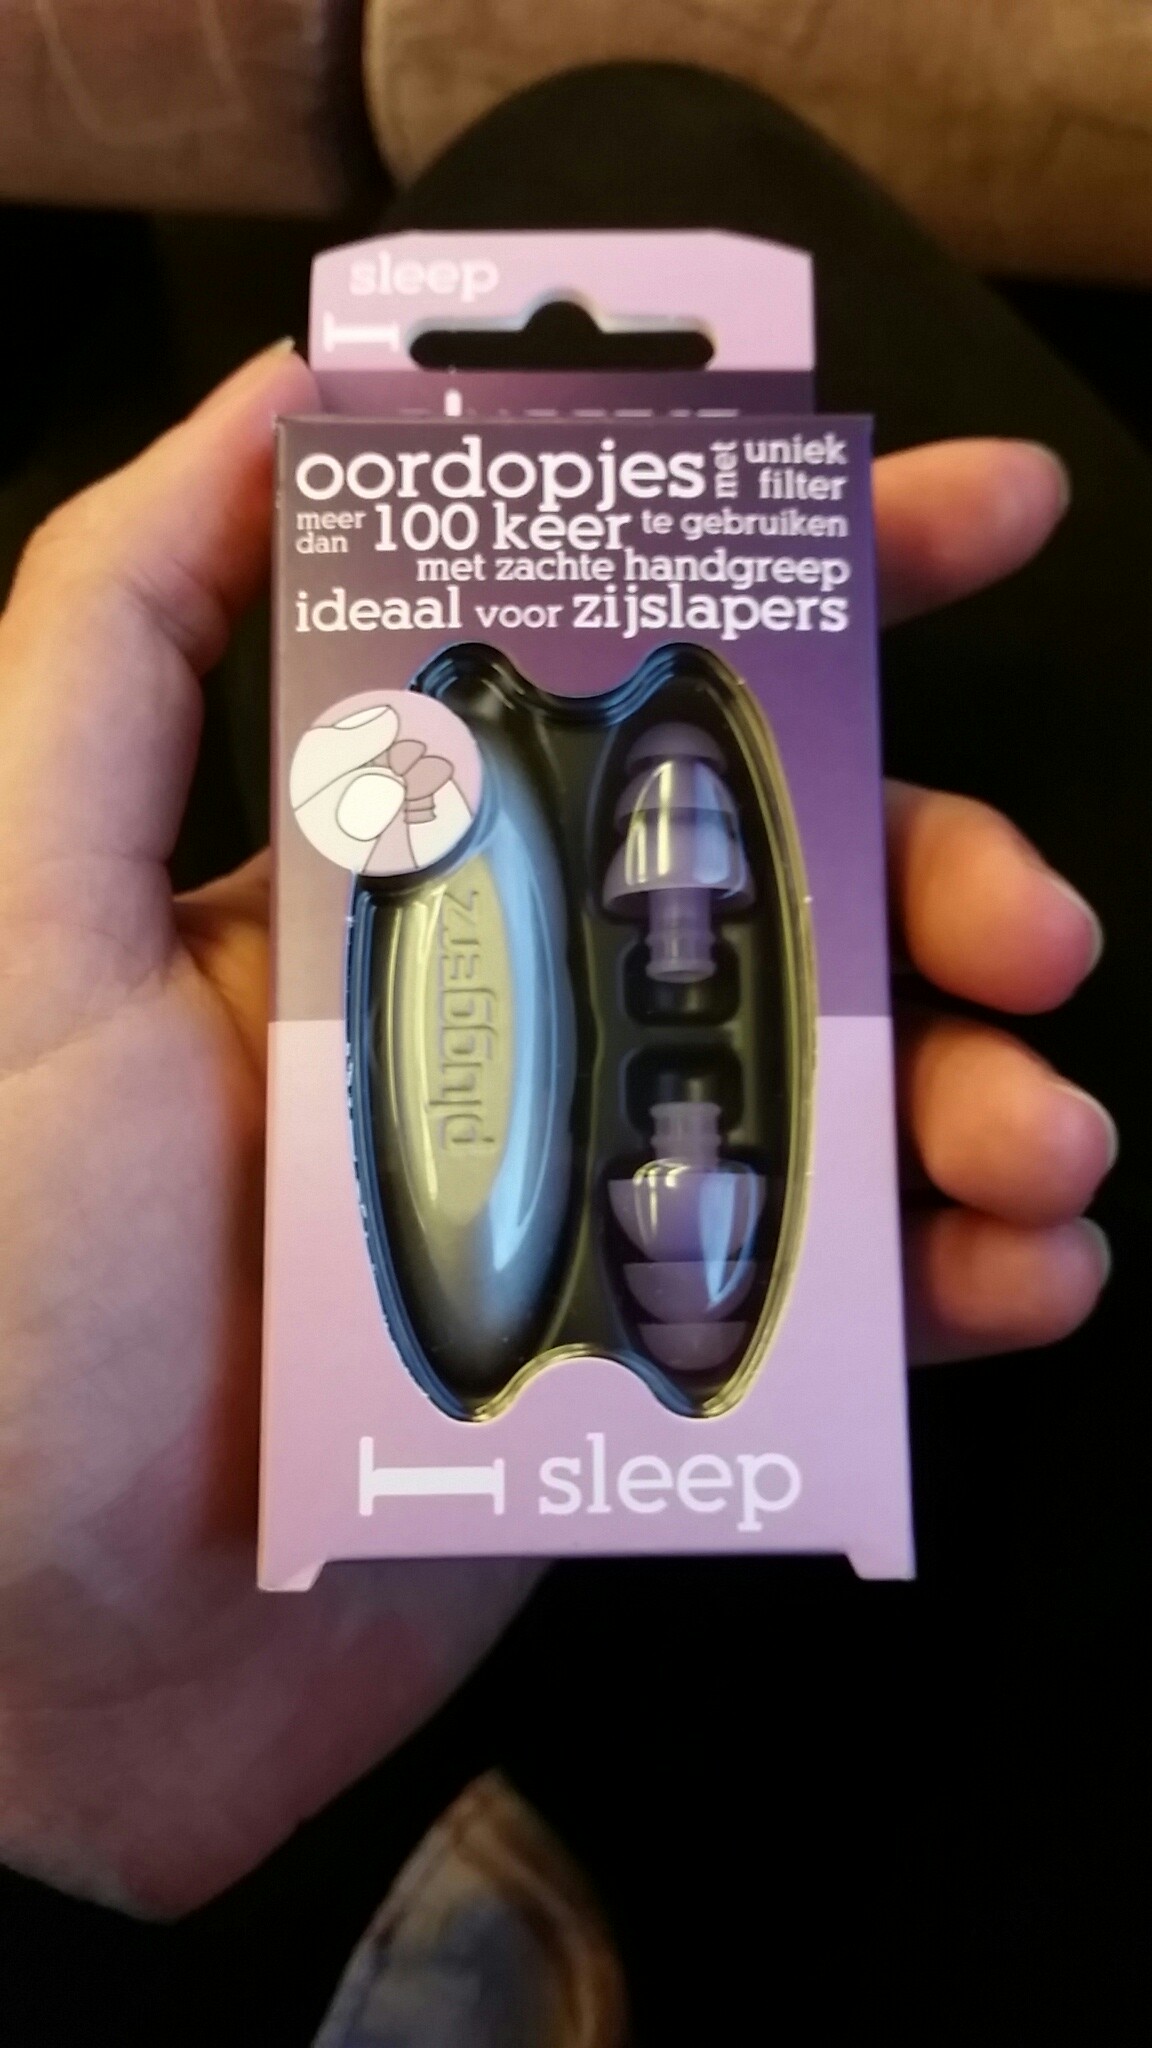 sleep
I
oordopjes met uniek filter
meer dan 100 keer te gebruiken
met zachte handgreep
ideaal voor zijslapers
pluggerz
I sleep